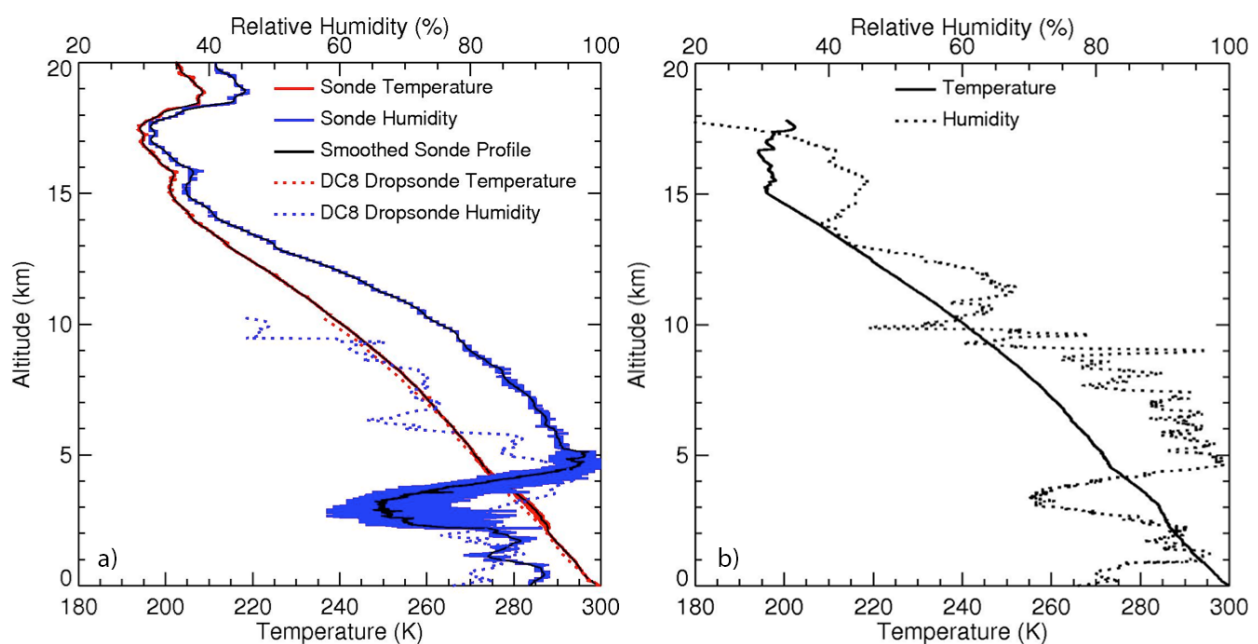 Relative Humidity (%)
20 40 60 80 100
20
15
10
5
0
Altitude (km)
Sonde Temperature
Sonde Humidity
Smoothed Sonde Profile
DC8 Dropsonde Temperature
DC8 Dropsonde Humidity
a)
180 200 220 240 260 280 300
Temperature (K)
Relative Humidity (%)
20 40 60 80 100
20
15
10
5
0
Altitude (km)
Temperature
Humidity
b)
180 200 220 240 260 280 300
Temperature (K)